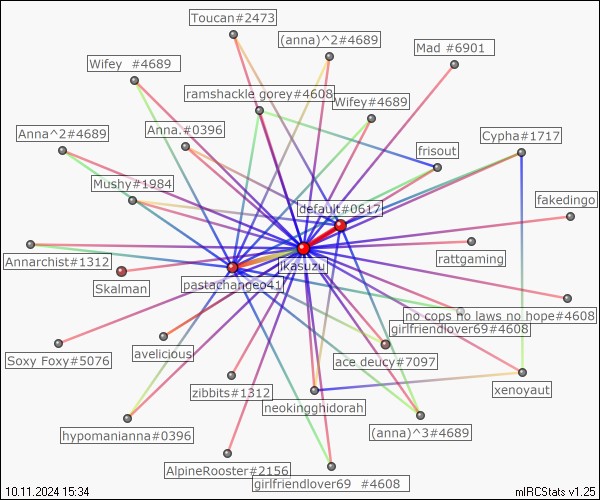 Toucan#2473
(anna)^2#4689
Mad #6901
Wifey  #4689
ramshackle gorey#4608
Wifey#4689
Anna^2#4689
Anna.#0396
Cypha#1717
frisout
Mushy#1984
default#0617
fakedingo
Annarchist#1312
jkasuzu
rattgaming
Skalman
pastachangeo41
no cops no laws no hope#4608
girlfriendlover69#4608
Soxy Foxy#5076
avelicious
ace deucy#7097
zibbits#1312
neokingghidorah
xenoyaut
hypomanianna#0396
(anna)^3#4689
AlpineRooster#2156
girlfriendlover69  #4608
10.11.2024 15:34
mIRCStats v1.25